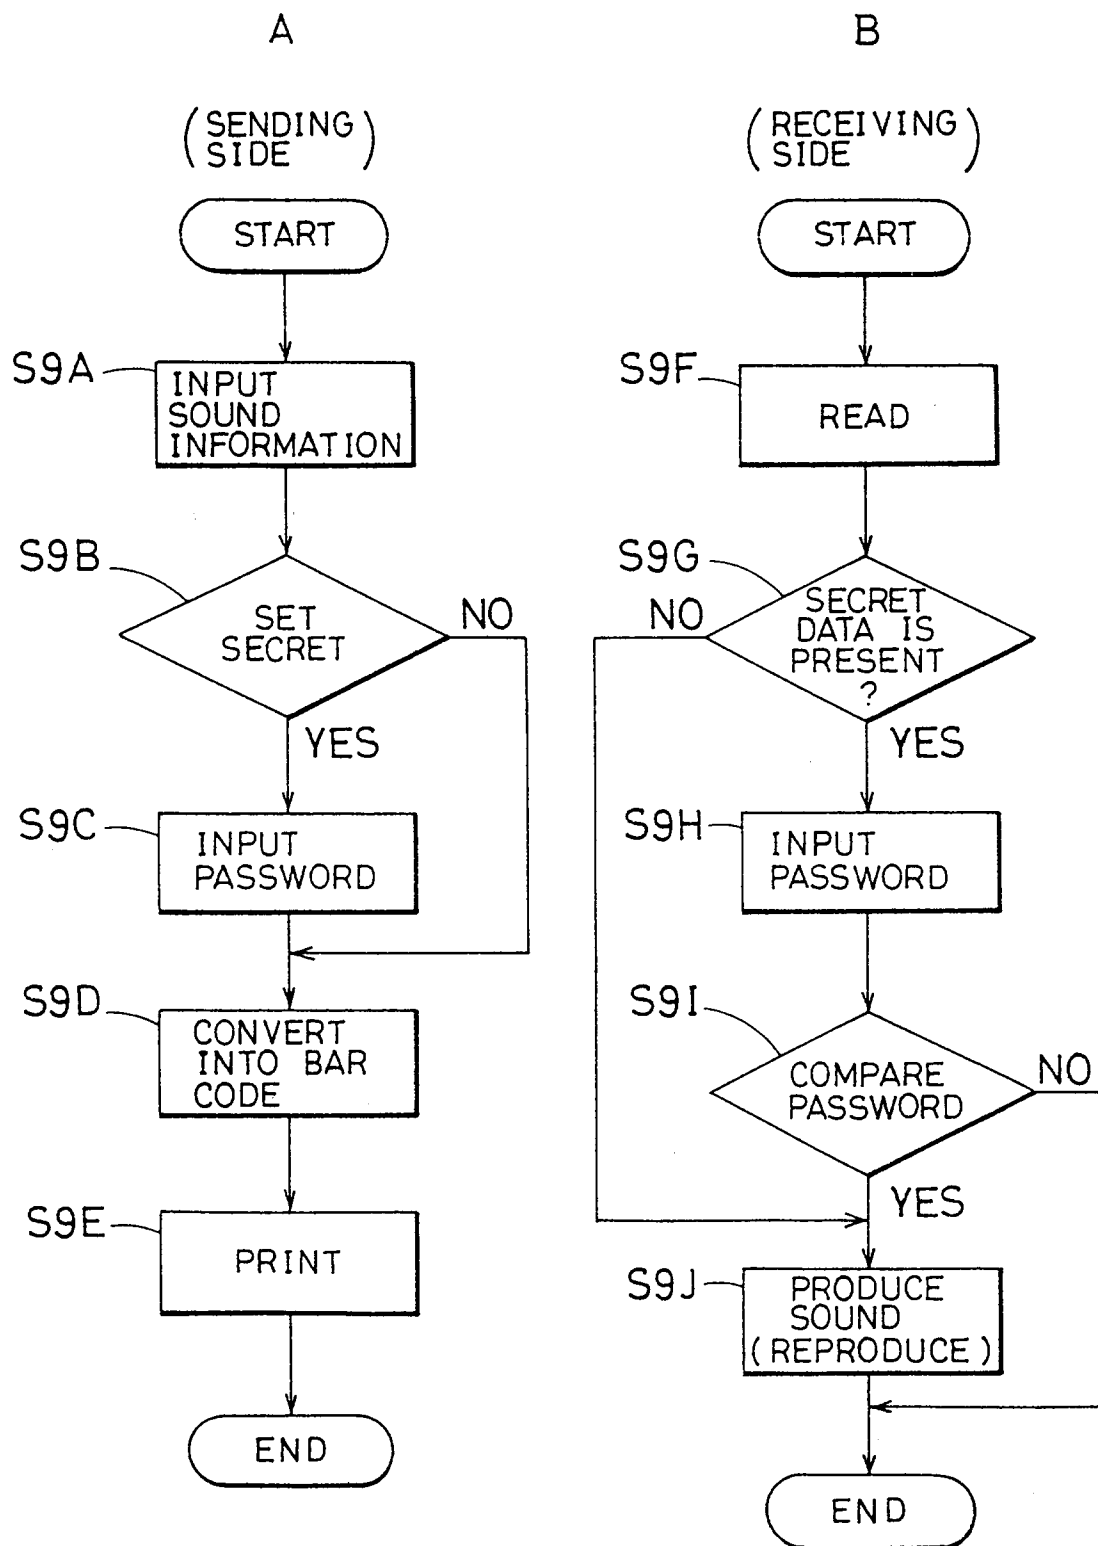 A
(SENDING
SIDE)
START
S9A
INPUT
SOUND
INFORMATION
S9B
SET
SECRET
NO
YES
S9C
INPUT
PASSWORD
S9D
CONVERT
INTO BAR
CODE
S9E
PRINT
END
B
(RECEIVING
SIDE)
START
S9F
READ
S9G
SECRET
DATA IS
PRESENT
?
NO
YES
S9H
INPUT
PASSWORD
S9I
COMPARE
PASSWORD
NO
YES
S9J
PRODUCE
SOUND
(REPRODUCE)
END